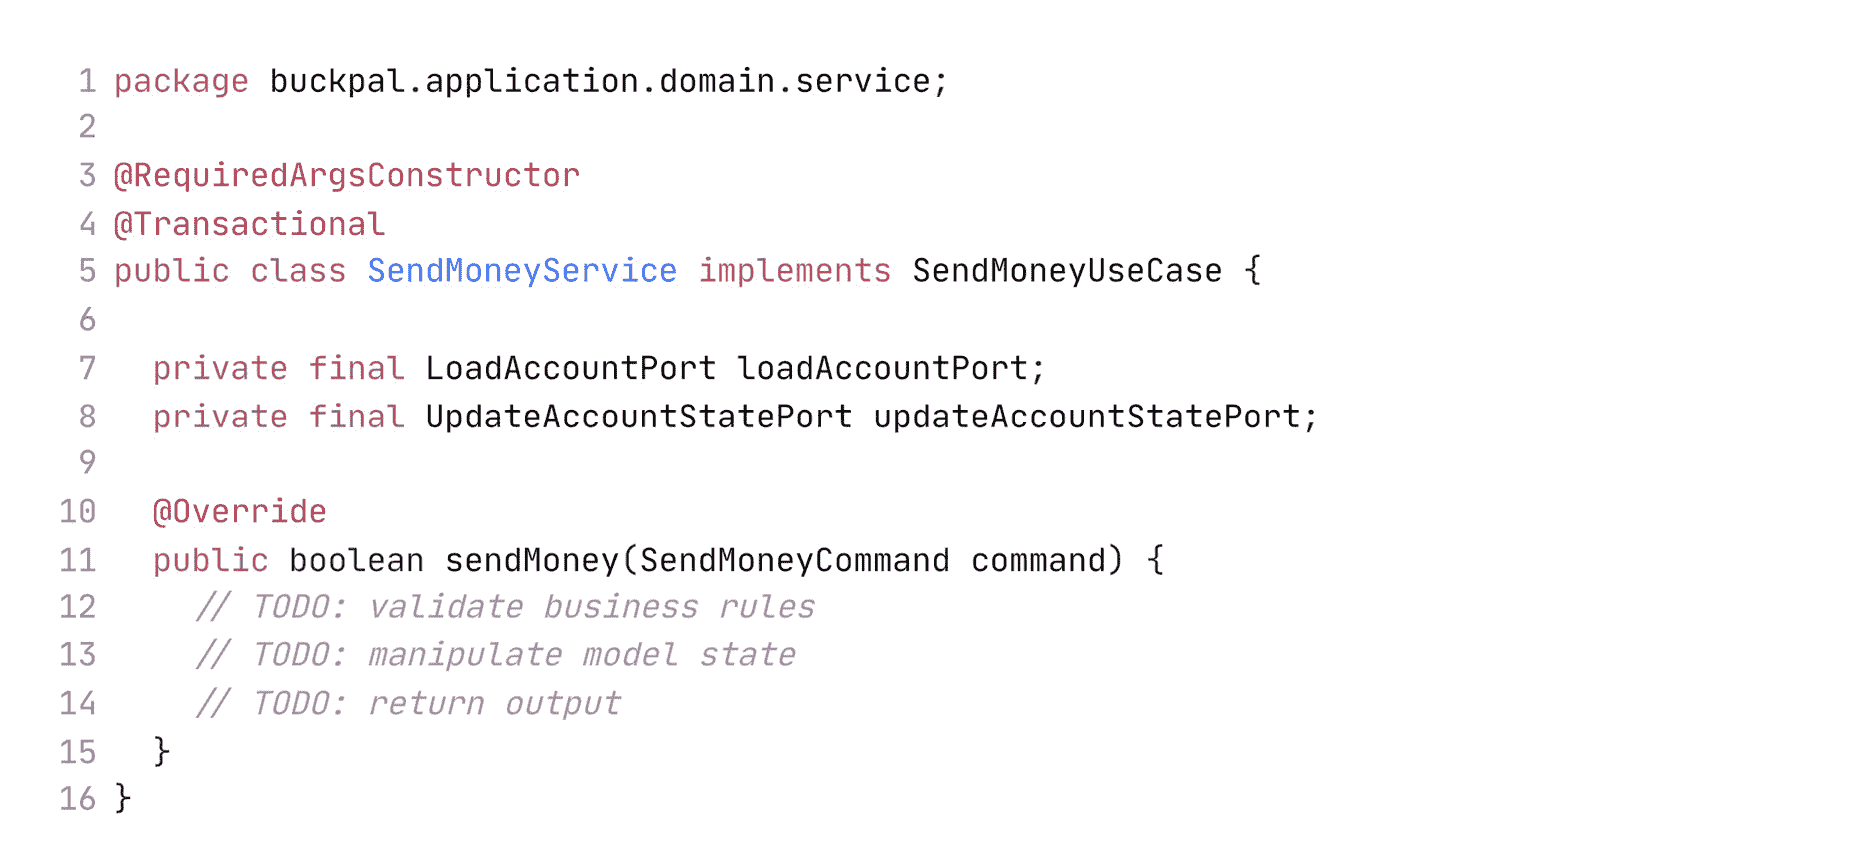 1 package buckpal.application.domain.service;
2
3 @RequiredArgsConstructor
4 @Transactional
5 public class SendMoneyService implements SendMoneyUseCase {
6
7   private final LoadAccountPort loadAccountPort;
8   private final UpdateAccountStatePort updateAccountStatePort;
9
10   @Override
11   public boolean sendMoney(SendMoneyCommand command) {
12     // TODO: validate business rules
13     // TODO: manipulate model state
14     // TODO: return output
15   }
16 }